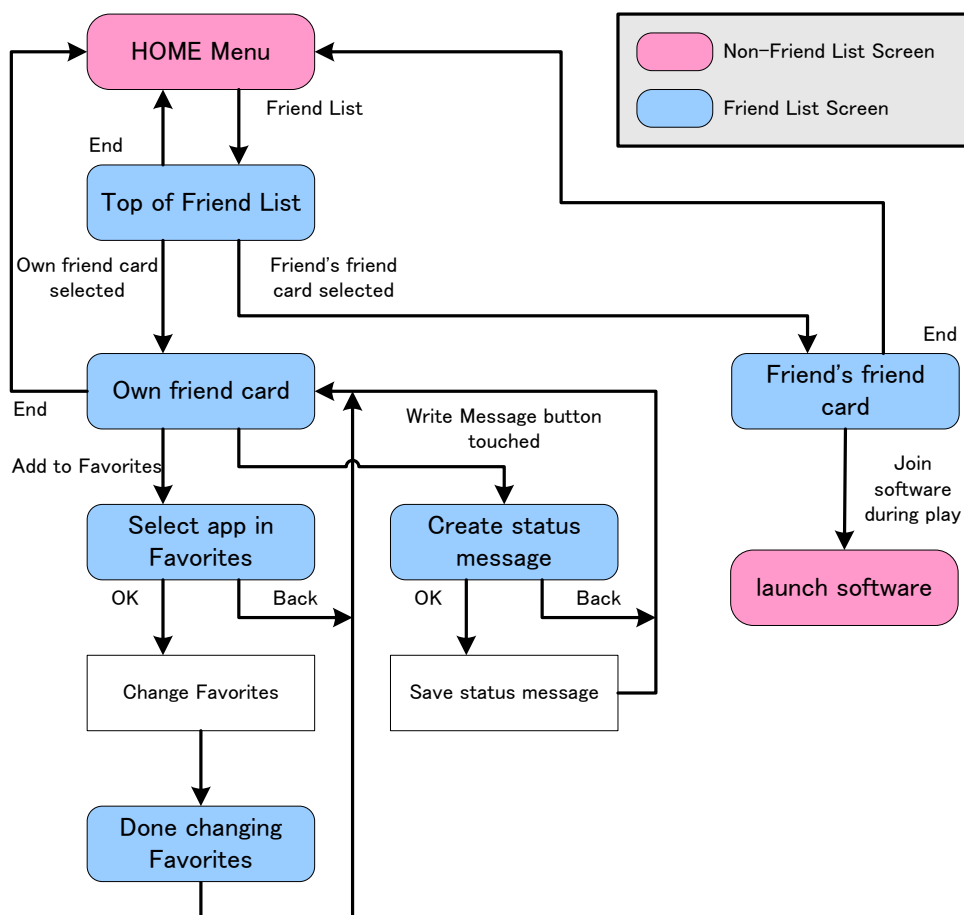 HOME Menu
Non-Friend List Screen
Friend List Screen
Friend List
End
Top of Friend List
Own friend card
selected
Friend's friend
card selected
End
Own friend card
Friend's friend
card
End
Write Message button
touched
Add to Favorites
Join
software
during play
Select app in
Favorites
Create status
message
launch software
OK
Back
OK
Back
Change Favorites
Save status message
Done changing
Favorites